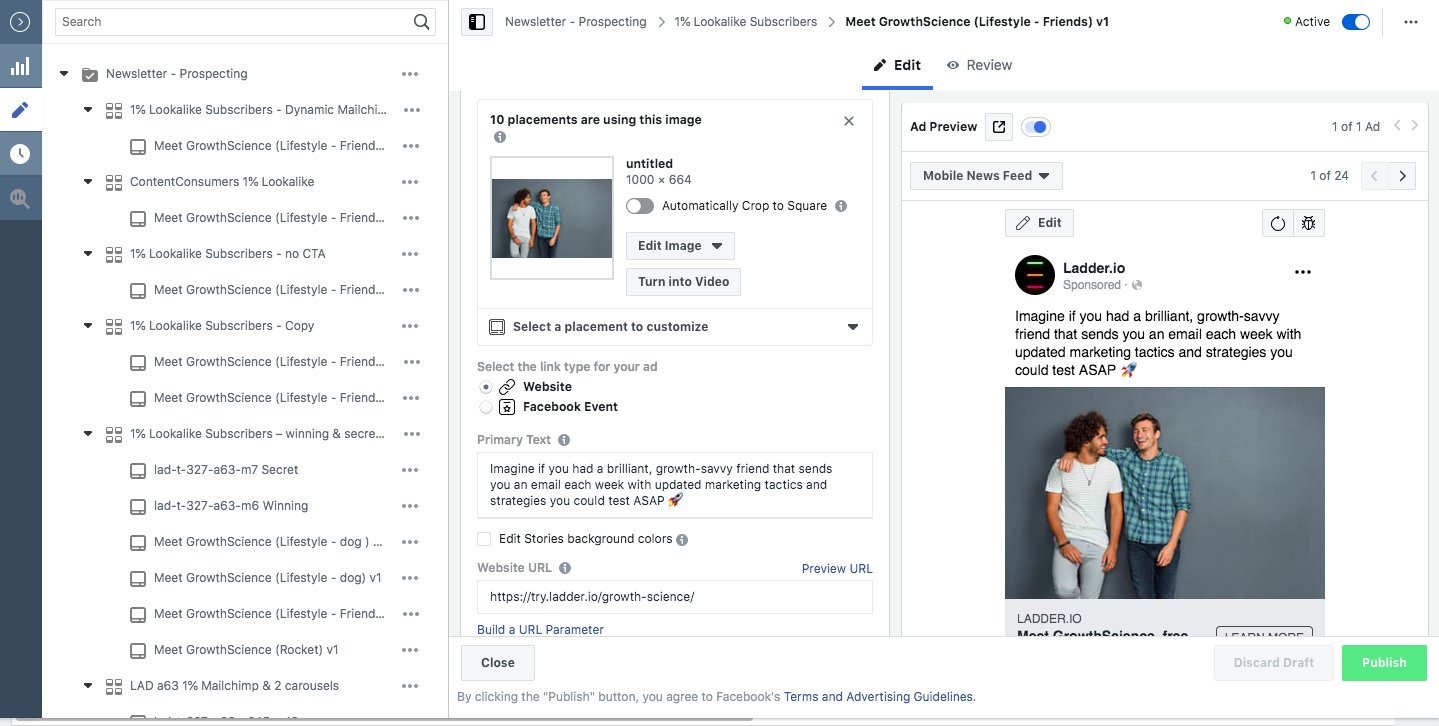 Search
Newsletter - Prospecting
1% Lookalike Subscribers - Dynamic Mailchi...
Meet GrowthScience (Lifestyle - Friend...
ContentConsumers 1% Lookalike
Meet GrowthScience (Lifestyle - Friend...
1% Lookalike Subscribers - no CTA
Meet GrowthScience (Lifestyle - Friend...
1% Lookalike Subscribers - Copy
Meet GrowthScience (Lifestyle - Friend...
Meet GrowthScience (Lifestyle - Friend...
1% Lookalike Subscribers – winning & secre...
lad-t-327-a63-m7 Secret
lad-t-327-a63-m6 Winning
Meet GrowthScience (Lifestyle - dog ) ...
Meet GrowthScience (Lifestyle - dog) v1
Meet GrowthScience (Lifestyle - Friend...
Meet GrowthScience (Rocket) v1
LAD a63 1% Mailchimp & 2 carousels
Newsletter - Prospecting
1% Lookalike Subscribers
Meet GrowthScience (Lifestyle - Friends) v1
Active
Edit
Review
10 placements are using this image
untitled
1000 × 664
Automatically Crop to Square
Edit Image
Turn into Video
Select a placement to customize
Select the link type for your ad
Website
Facebook Event
Primary Text
Imagine if you had a brilliant, growth-savvy friend that sends
you an email each week with updated marketing tactics and
strategies you could test ASAP 🚀
Edit Stories background colors
Website URL
Preview URL
https://try.ladder.io/growth-science/
Build a URL Parameter
Ad Preview
1 of 1 Ad
Mobile News Feed
1 of 24
Edit
Ladder.io
Sponsored ·
Imagine if you had a brilliant, growth-savvy
friend that sends you an email each week with
updated marketing tactics and strategies you
could test ASAP 🚀
LADDER.IO
Meet GrowthScience, free
LEARN MORE
Close
Discard Draft
Publish
By clicking the "Publish" button, you agree to Facebook's Terms and Advertising Guidelines.